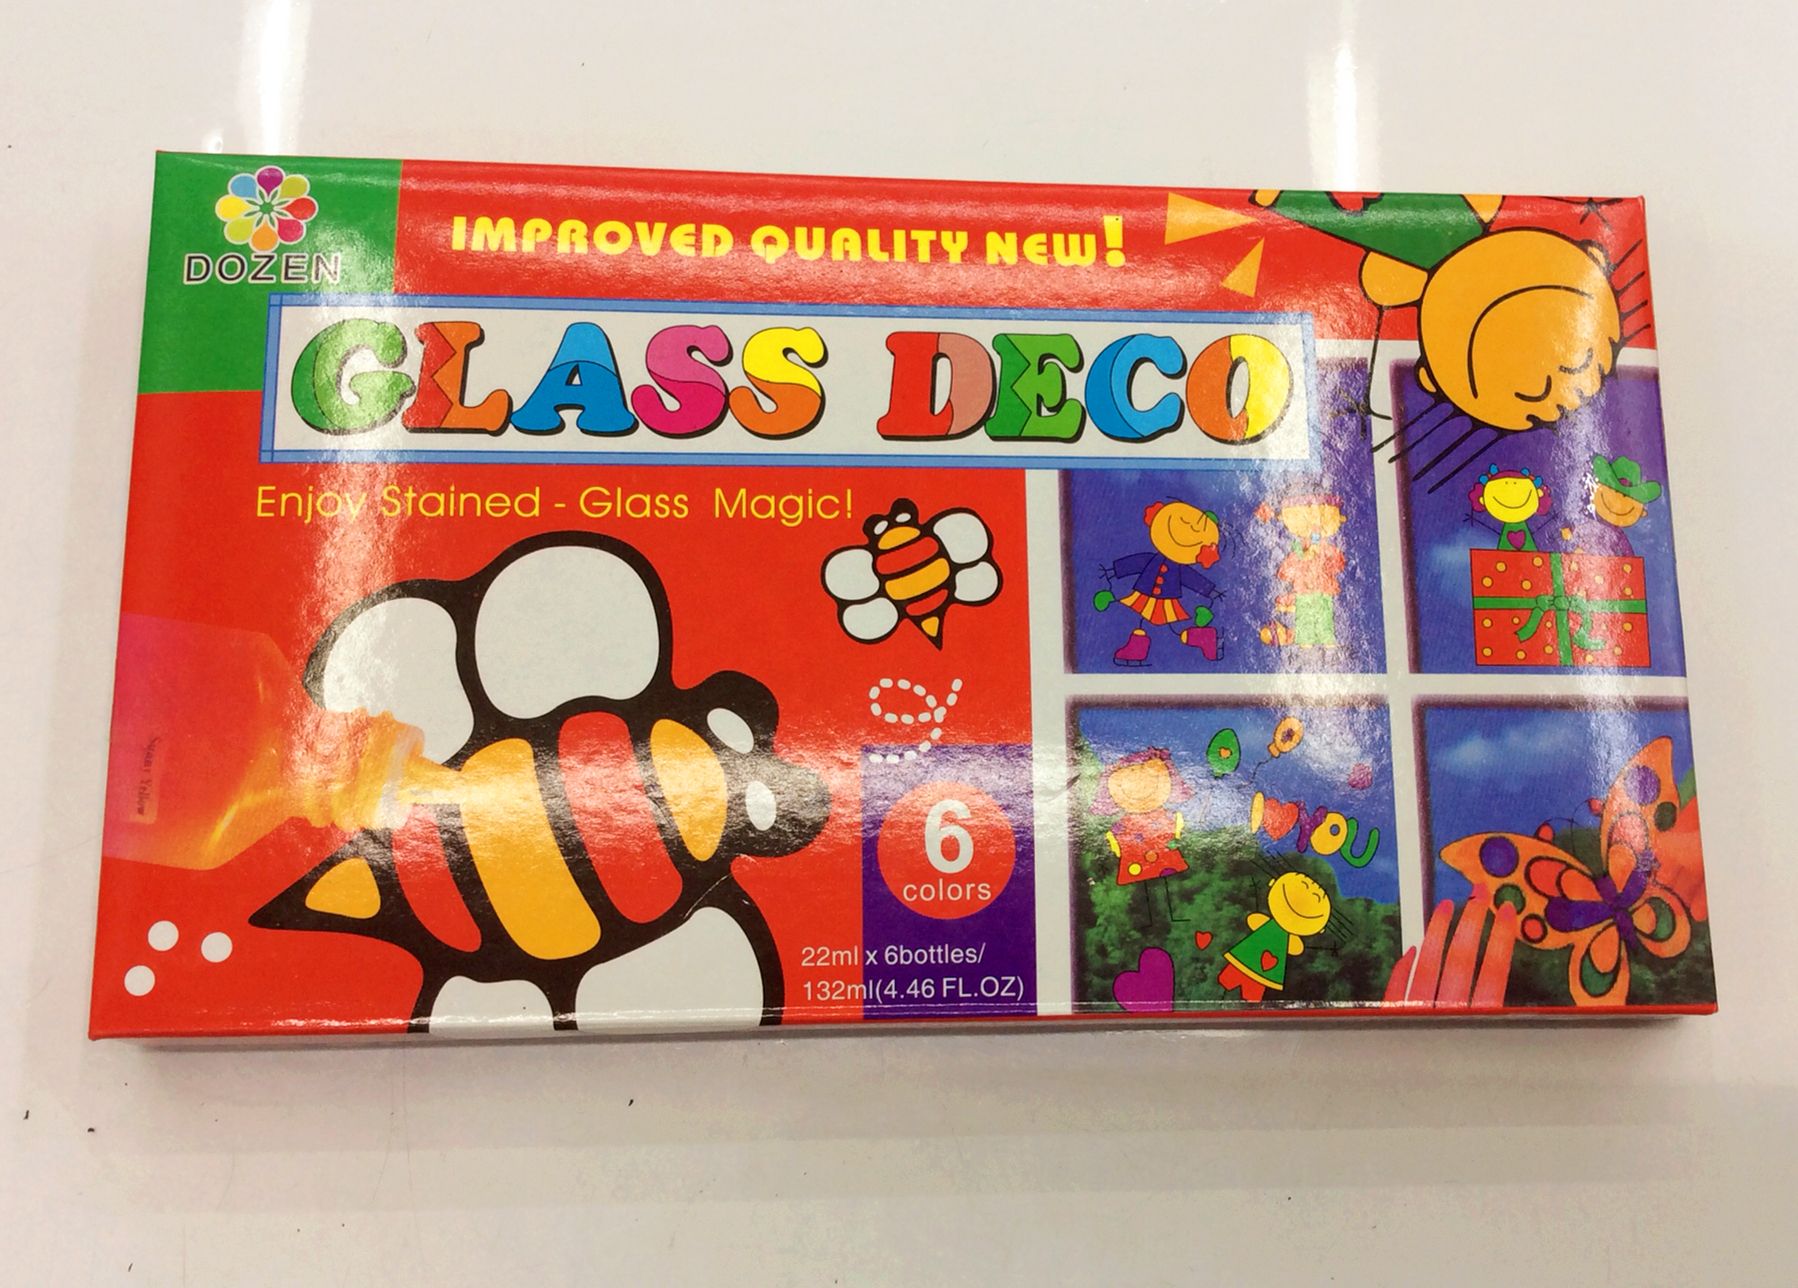 DOZEN
IMPROVED QUALITY NEW!
GLASS DECO
Enjoy Stained - Glass Magic!
6
colors
22ml x 6bottles/
132ml(4.46 FL.OZ)
I♥YOU
Yellow